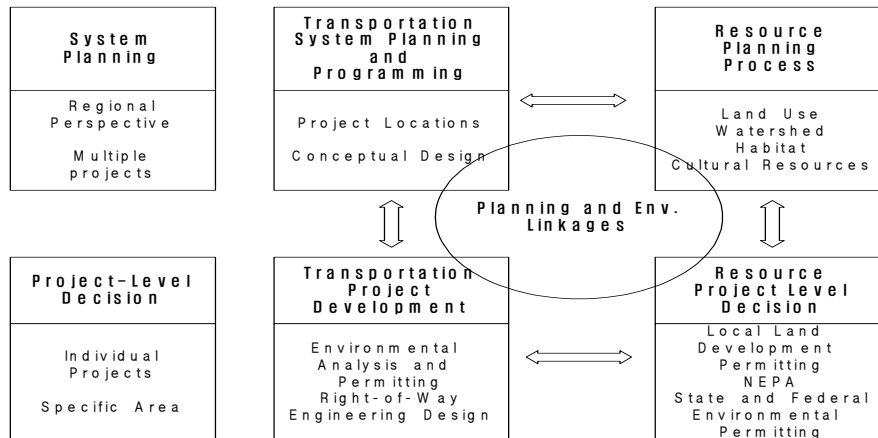 System
Planning
Regional
Perspective
Multiple
projects
Transportation
System Planning
and
Programming
Project Locations
Conceptual Design
Resource
Planning
Process
Land Use
Watershed
Habitat
Cultural Resources
Planning and Env.
Linkages
Project-Level
Decision
Individual
Projects
Specific Area
Transportation
Project
Development
Environmental
Analysis and
Permitting
Right-of-Way
Engineering Design
Resource
Project Level
Decision
Local Land
Development
Permitting
NEPA
State and Federal
Environmental
Permitting